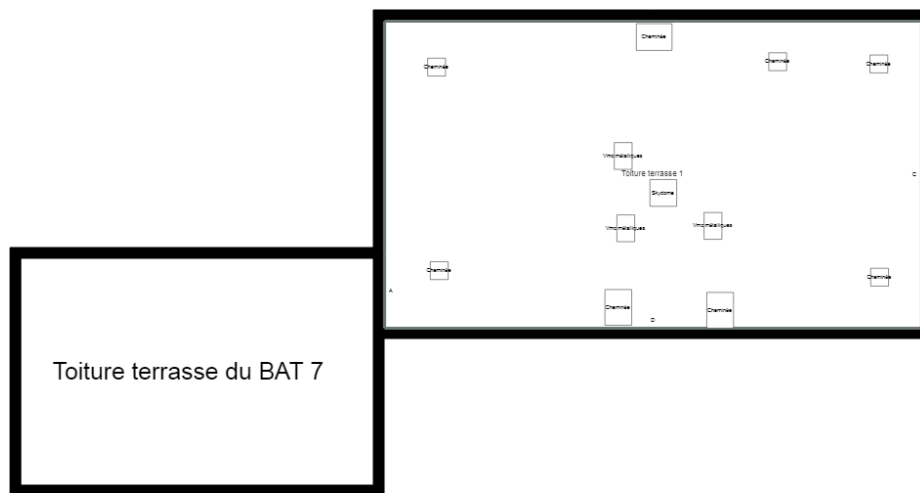 Cheminée
Cheminée
Cheminée
Cheminée
Vmc métalliques
Toiture terrasse 1
C
Skydome
Vmc métalliques
Vmc métalliques
Cheminée
Cheminée
A
Cheminée
Cheminée
D
Toiture terrasse du BAT 7